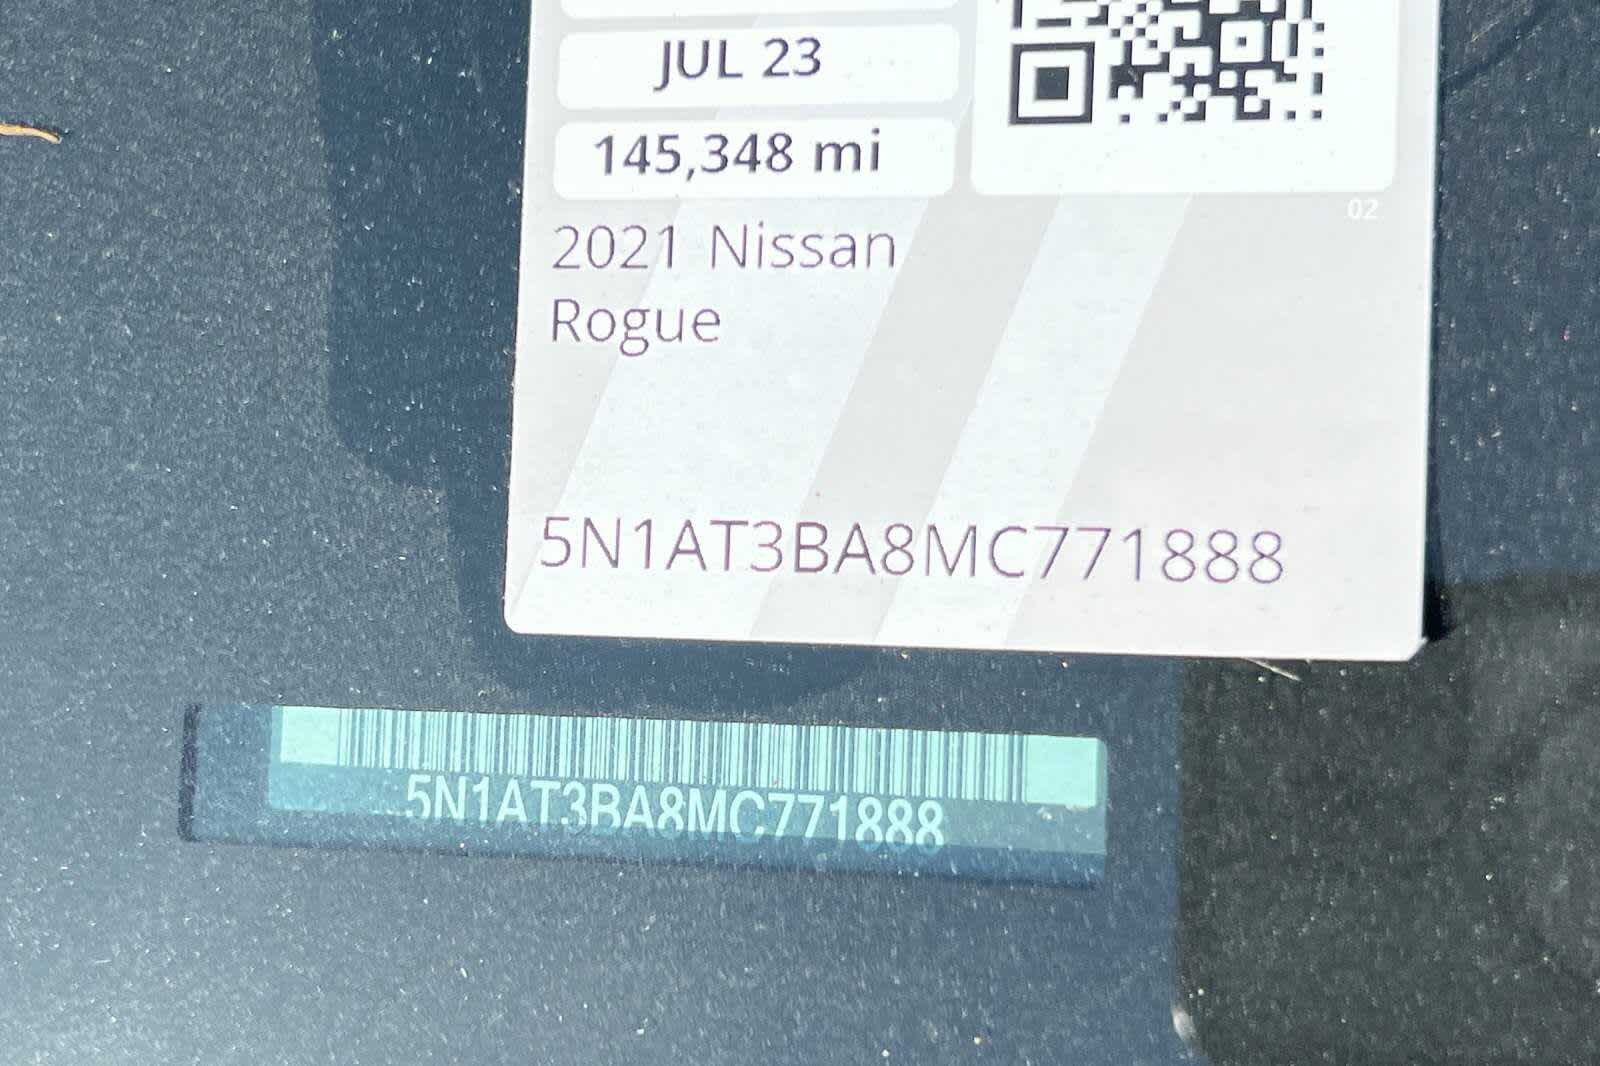 JUL 23
145,348 mi
02
2021 Nissan
Rogue
5N1AT3BA8MC771888
5N1AT3BA8MC771888